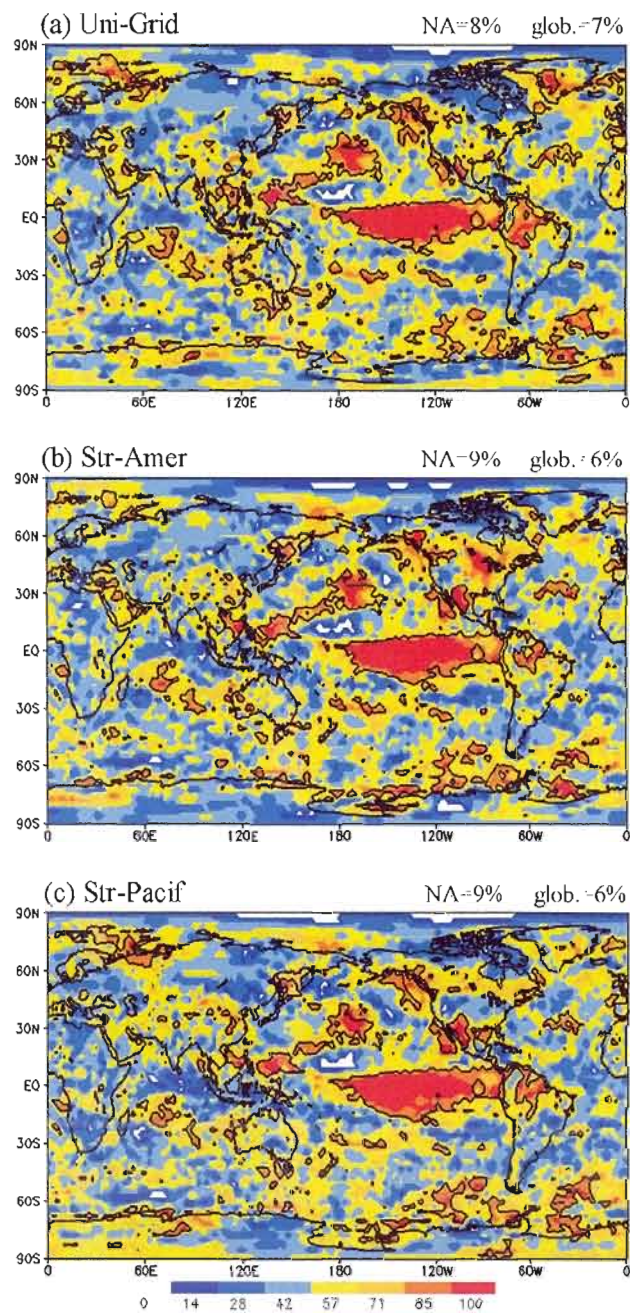 (a) Uni-Grid NA=8% glob.=7%
90N
60N
30N
EQ
30S
60S
90S
0 60E 120E 180 120W 60W 0
(b) Str-Amer NA=9% glob.=6%
90N
60N
30N
EQ
30S
60S
90S
0 60E 120E 180 120W 60W 0
(c) Str-Pacif NA=9% glob.=6%
90N
60N
30N
EQ
30S
60S
90S
0 60E 120E 180 120W 60W 0
0 14 28 42 57 71 85 100